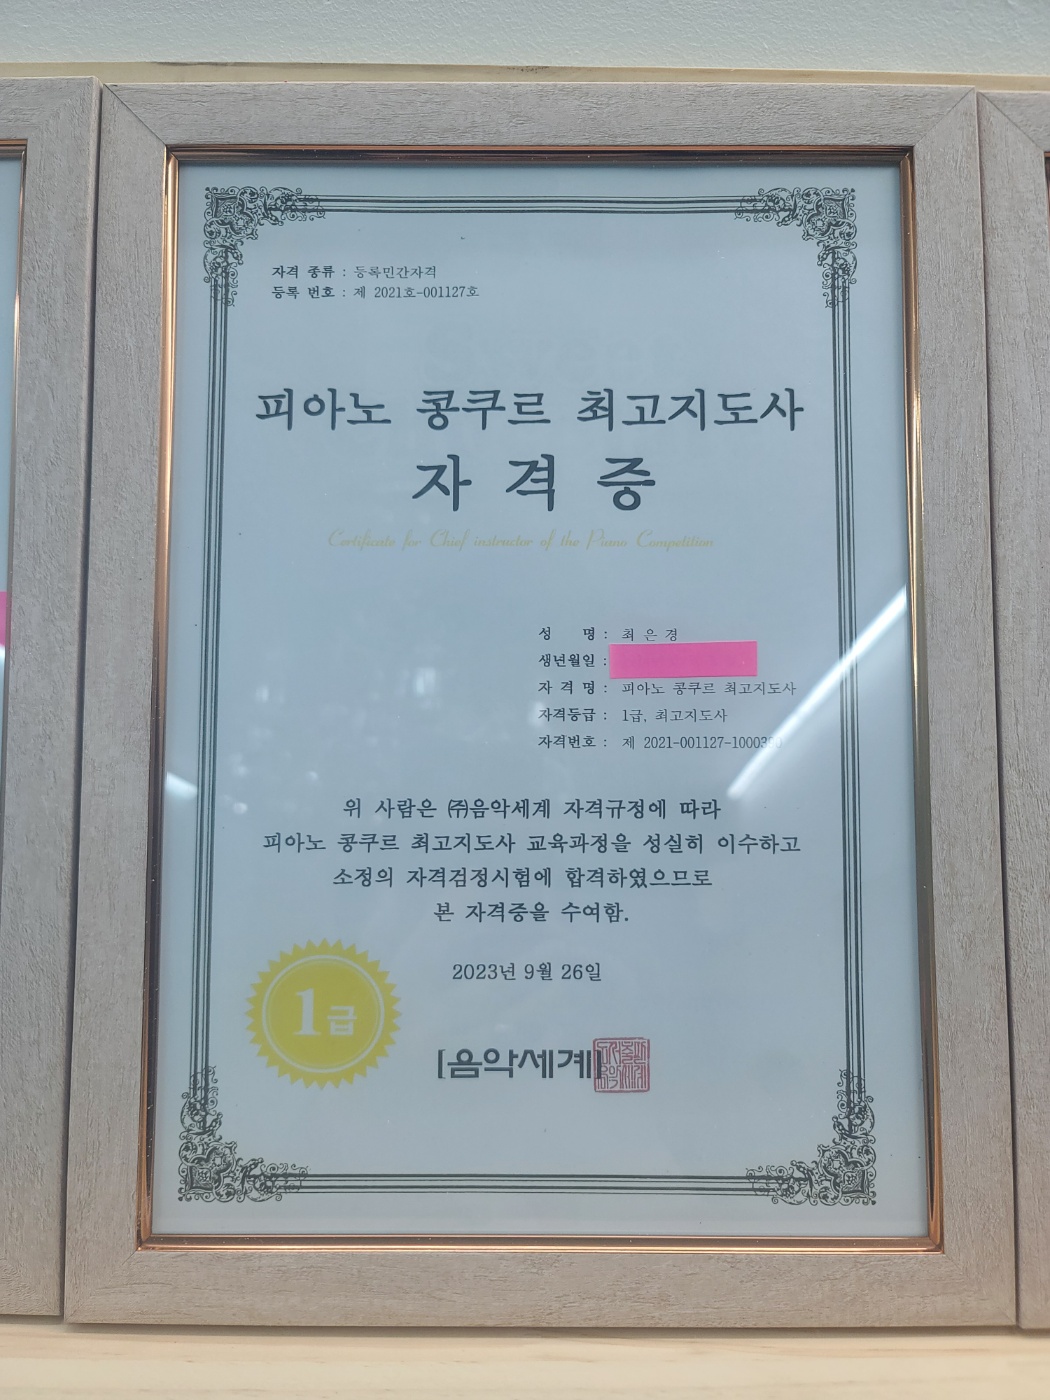 자격 종류 : 등록민간자격
등록 번호 : 제 2021호-001127호
피아노 콩쿠르 최고지도사
자 격 증
Certificate for Chief instructor of the Piano Competition
성 명 : 최 은 경
생년월일 :
자 격 명 : 피아노 콩쿠르 최고지도사
자격등급 : 1급, 최고지도사
자격번호 : 제
위 사람은 ㈜음악세계 자격규정에 따라
피아노 콩쿠르 최고지도사 교육과정을 성실히 이수하고
소정의 자격검정시험에 합격하였으므로
본 자격증을 수여함.
2023년 9월 26일
1급
[음악세계]